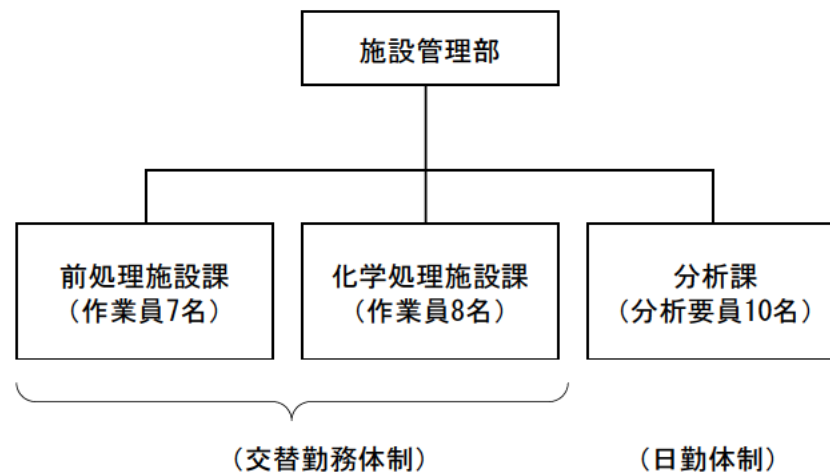 施設管理部
前処理施設課
（作業員7名）
化学処理施設課
（作業員8名）
分析課
（分析要員10名）
（交替勤務体制）
（日勤体制）